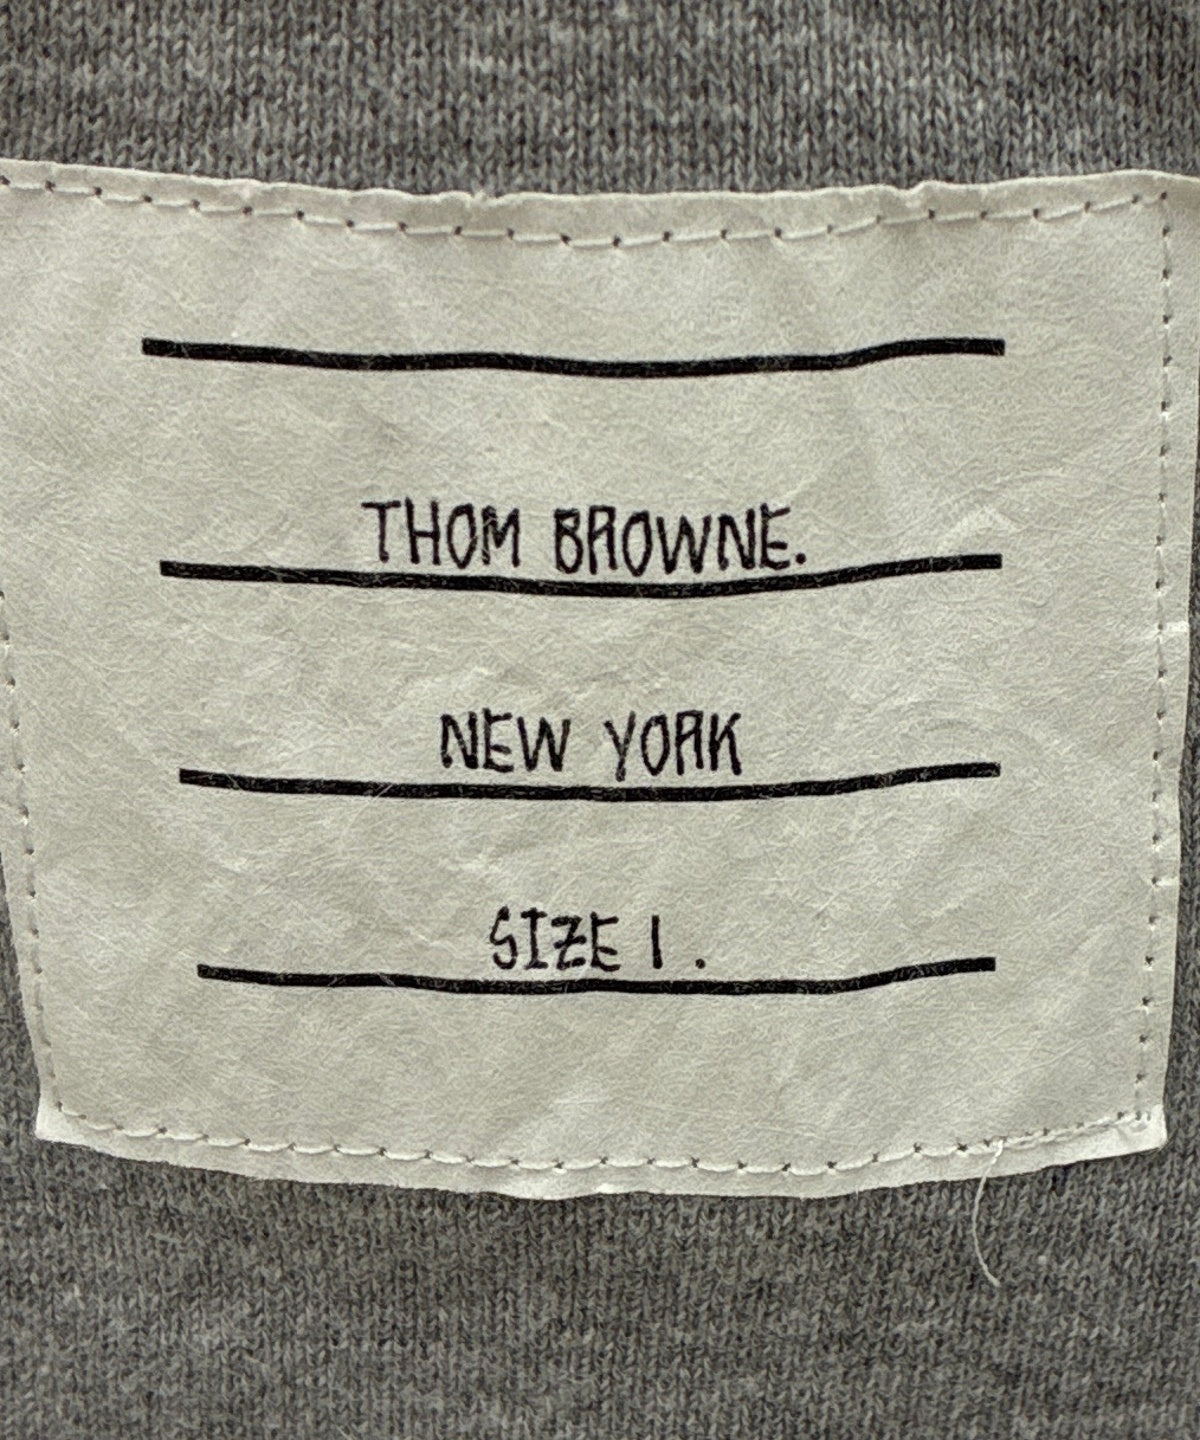 THOM BROWNE.
NEW YORK
SIZE 1 .